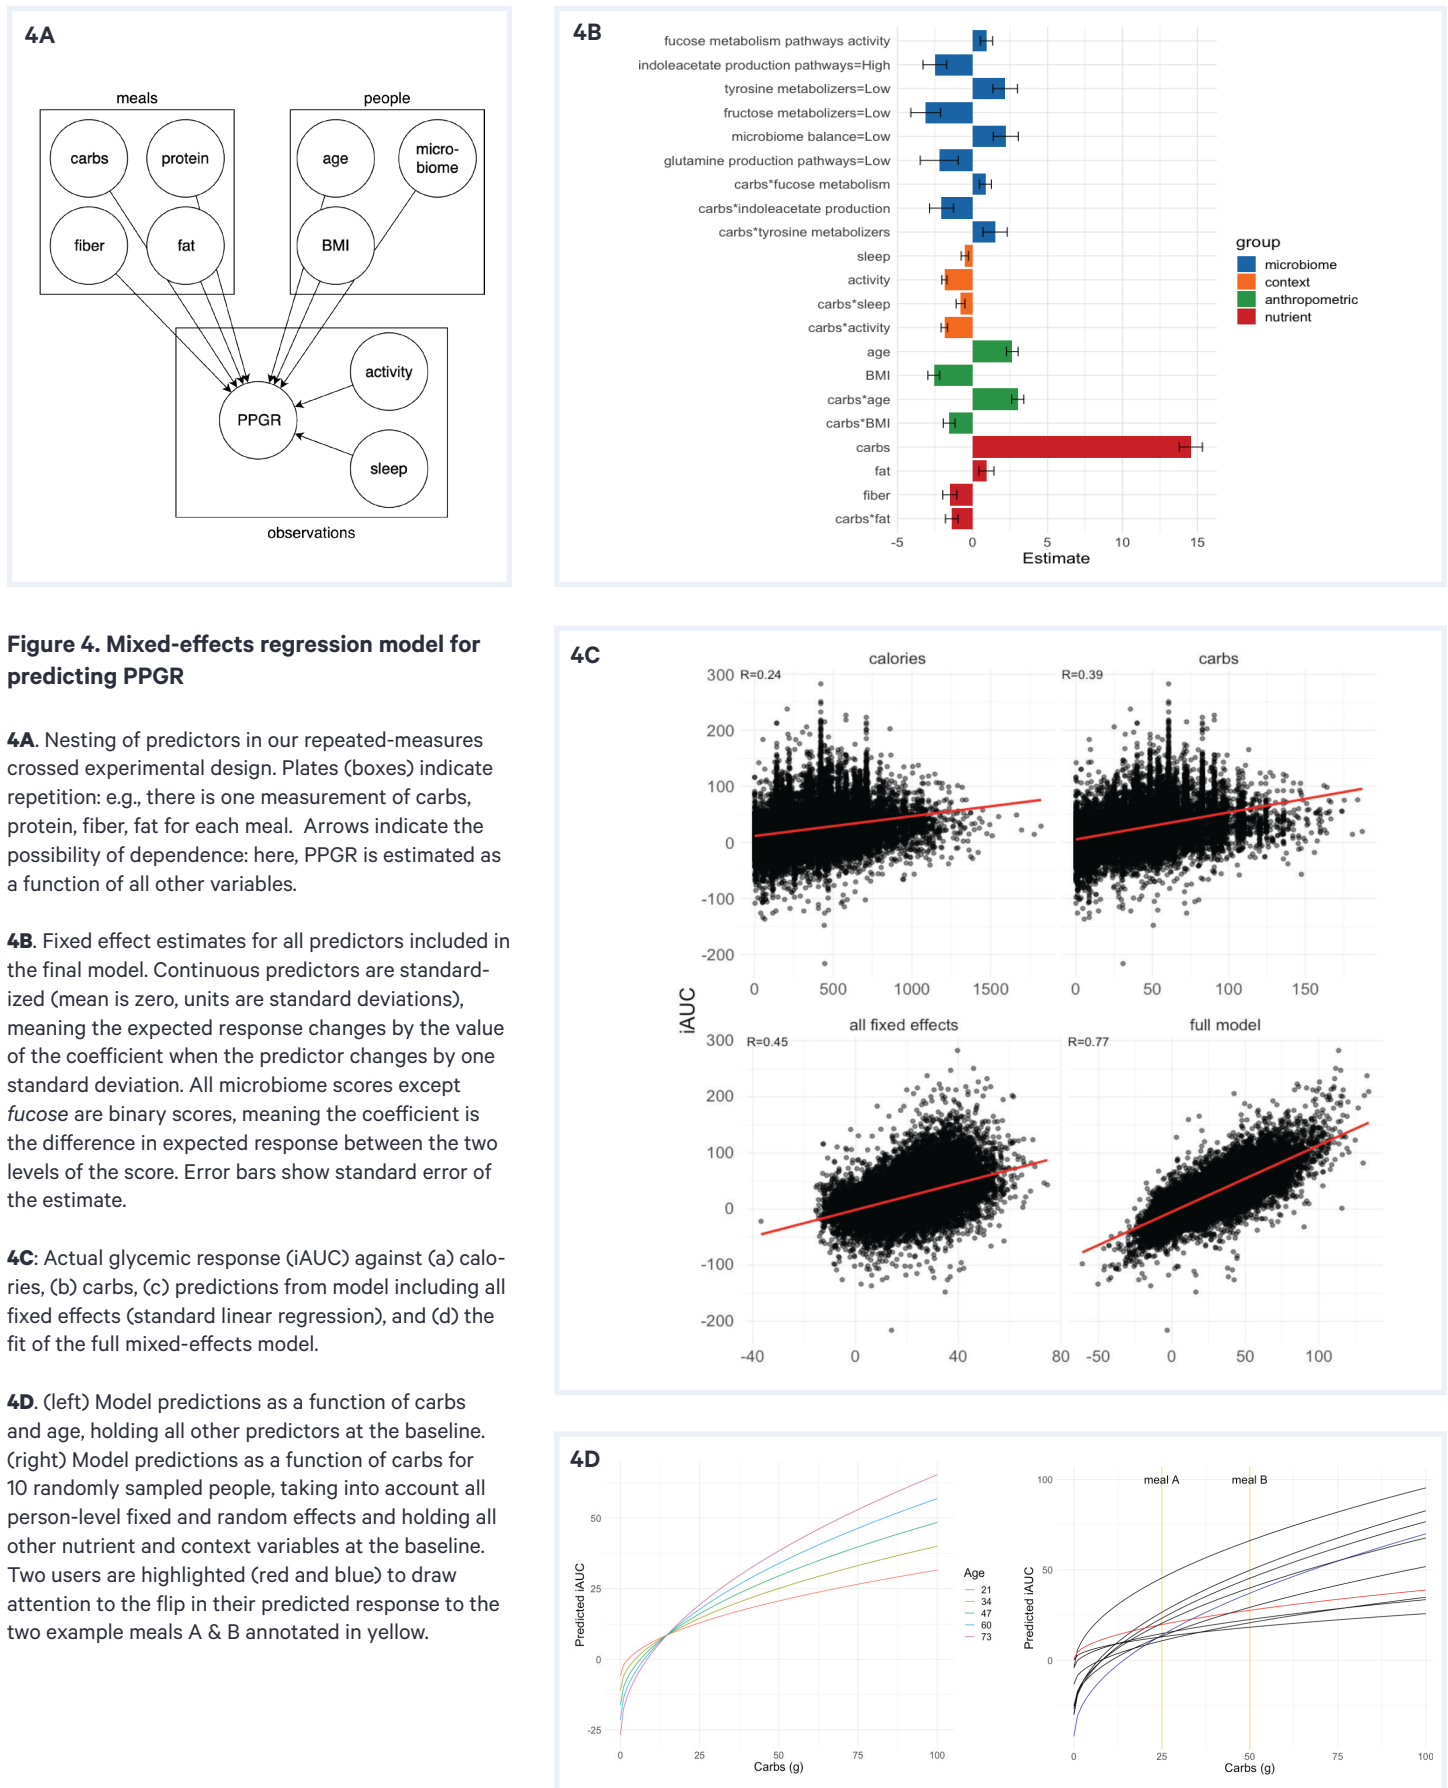 4A
meals
people
carbs
protein
age
micro-
biome
fiber
fat
BMI
activity
PPGR
sleep
observations
4B
fucose metabolism pathways activity
indoleacetate production pathways=High
tyrosine metabolizers=Low
fructose metabolizers=Low
microbiome balance=Low
glutamine production pathways=Low
carbs*fucose metabolism
carbs*indoleacetate production
carbs*tyrosine metabolizers
sleep
activity
carbs*sleep
carbs*activity
age
BMI
carbs*age
carbs*BMI
carbs
fat
fiber
carbs*fat
-5 0 5 10 15
Estimate
group
microbiome
context
anthropometric
nutrient
Figure 4. Mixed-effects regression model for
predicting PPGR
4A. Nesting of predictors in our repeated-measures
crossed experimental design. Plates (boxes) indicate
repetition: e.g., there is one measurement of carbs,
protein, fiber, fat for each meal. Arrows indicate the
possibility of dependence: here, PPGR is estimated as
a function of all other variables.
4B. Fixed effect estimates for all predictors included in
the final model. Continuous predictors are standard-
ized (mean is zero, units are standard deviations),
meaning the expected response changes by the value
of the coefficient when the predictor changes by one
standard deviation. All microbiome scores except
fucose are binary scores, meaning the coefficient is
the difference in expected response between the two
levels of the score. Error bars show standard error of
the estimate.
4C: Actual glycemic response (iAUC) against (a) calo-
ries, (b) carbs, (c) predictions from model including all
fixed effects (standard linear regression), and (d) the
fit of the full mixed-effects model.
4D. (left) Model predictions as a function of carbs
and age, holding all other predictors at the baseline.
(right) Model predictions as a function of carbs for
10 randomly sampled people, taking into account all
person-level fixed and random effects and holding all
other nutrient and context variables at the baseline.
Two users are highlighted (red and blue) to draw
attention to the flip in their predicted response to the
two example meals A & B annotated in yellow.
4C
calories
carbs
R=0.24
R=0.39
300
200
100
0
-100
-200
0 500 1000 1500
0 50 100 150
iAUC
all fixed effects
full model
R=0.45
R=0.77
300
200
100
0
-100
-200
-40 0 40 80
-50 0 50 100
4D
50
25
0
-25
Predicted iAUC
0 25 50 75 100
Carbs (g)
Age
21
34
47
60
73
meal A
meal B
100
50
0
Predicted iAUC
0 25 50 75 100
Carbs (g)